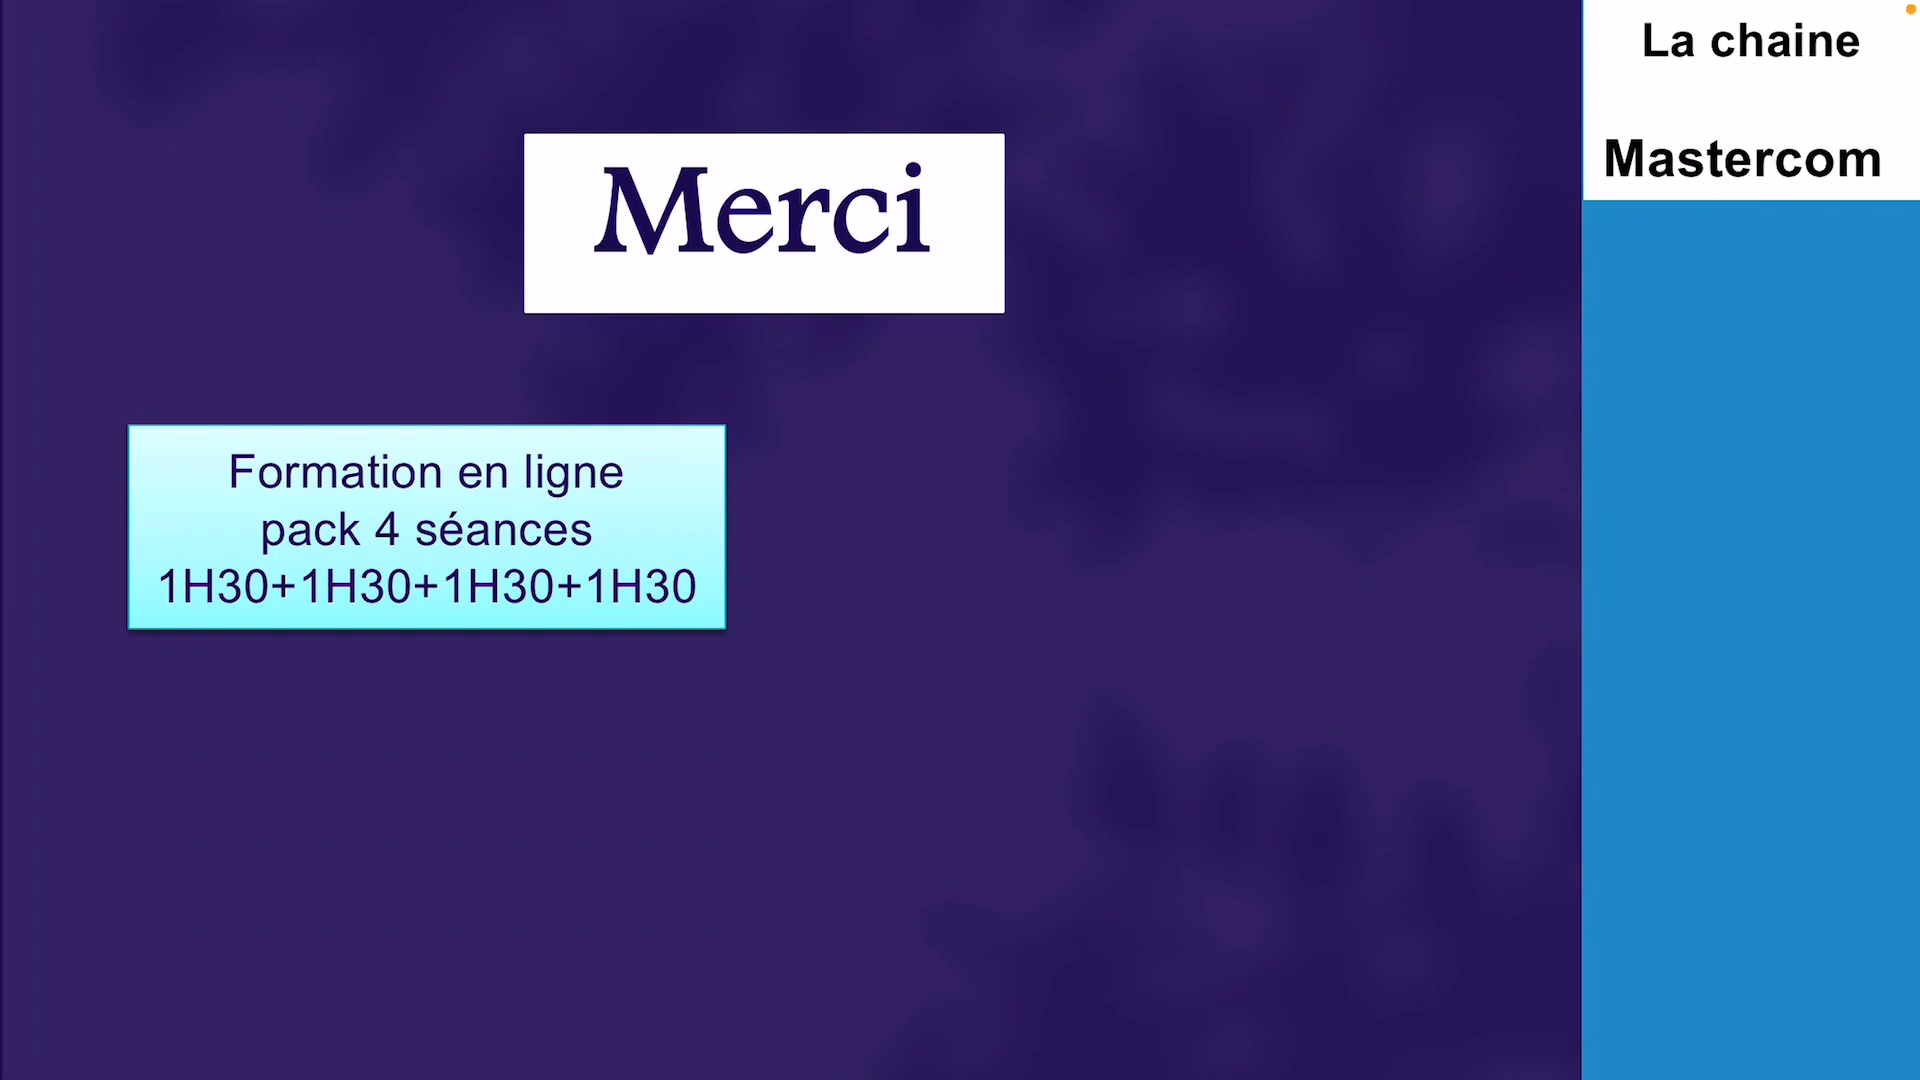 La chaine
Mastercom
Merci
Formation en ligne
pack 4 séances
1H30+1H30+1H30+1H30